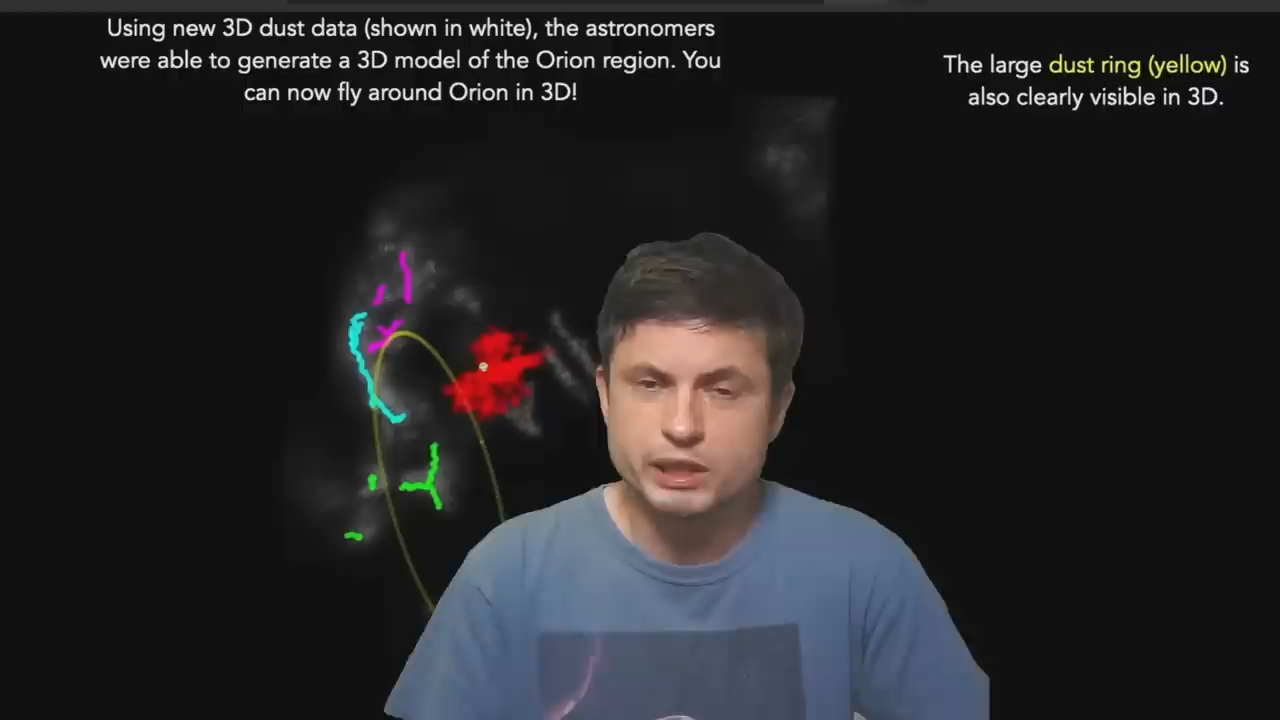 Using new 3D dust data (shown in white), the astronomers
were able to generate a 3D model of the Orion region. You
can now fly around Orion in 3D!
The large dust ring (yellow) is
also clearly visible in 3D.